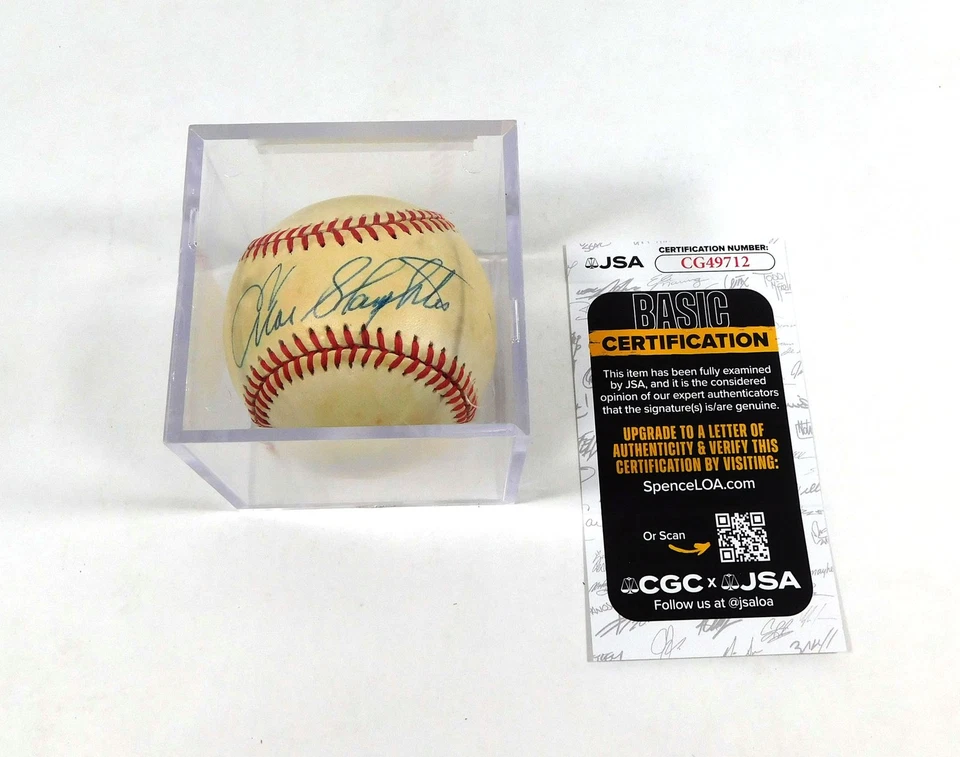 Enos Slaughter
JSA
CERTIFICATION NUMBER:
CG49712
BASIC
CERTIFICATION
This item has been fully examined
by JSA, and it is the considered
opinion of our expert authenticators
that the signature(s) is/are genuine.
UPGRADE TO A LETTER OF
AUTHENTICITY & VERIFY THIS
CERTIFICATION BY VISITING:
SpenceLOA.com
Or Scan
CGC x JSA
Follow us at @jsaloa